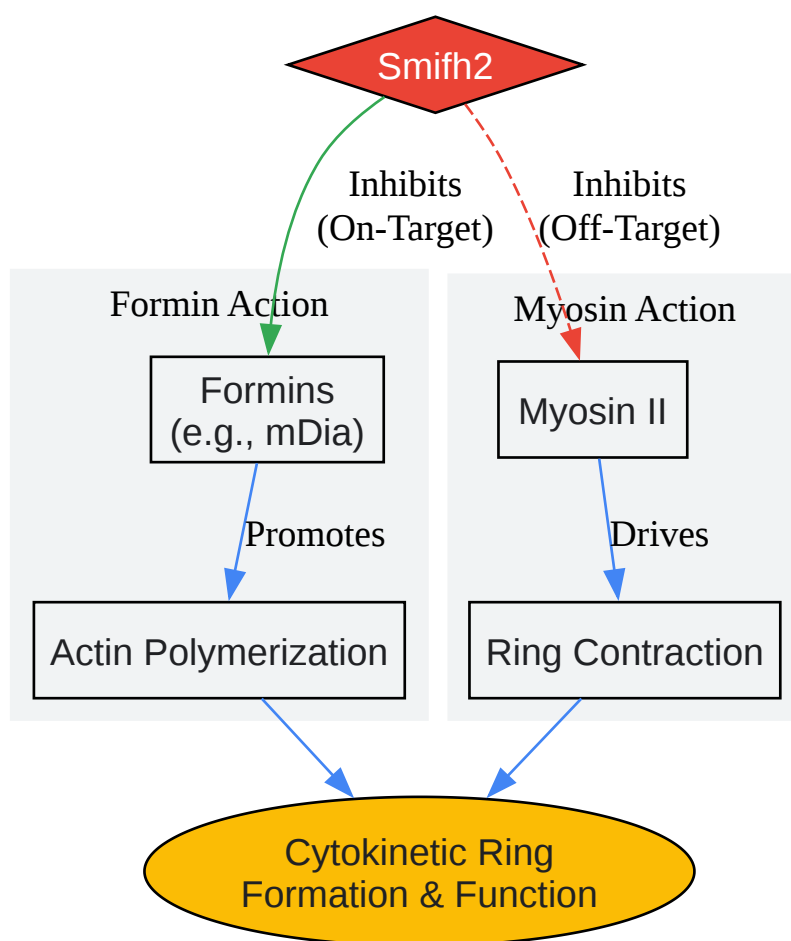 Smifh2
Inhibits
(On-Target)
Inhibits
(Off-Target)
Formin Action
Myosin Action
Formins
(e.g., mDia)
Myosin II
Promotes
Drives
Actin Polymerization
Ring Contraction
Cytokinetic Ring
Formation & Function